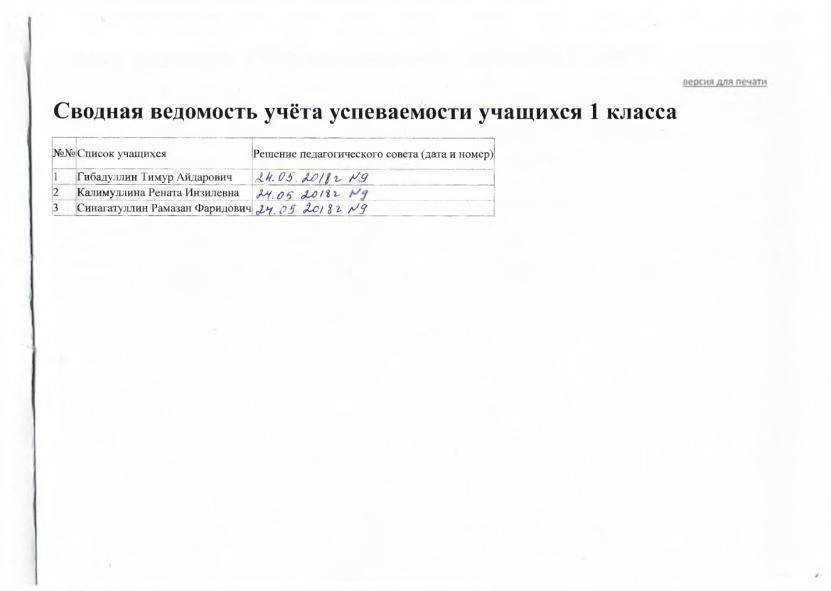 версия для печати
Сводная ведомость учёта успеваемости учащихся 1 класса
№№ Список учащихся Решение педагогического совета (дата и номер)
1 Гибадуллин Тимур Айдарович 24.05.2018г №9
2 Калимуллина Рената Инзилевна 24.05 2018г №9
3 Синагатуллин Рамазан Фаридович 24.05.2018г №9